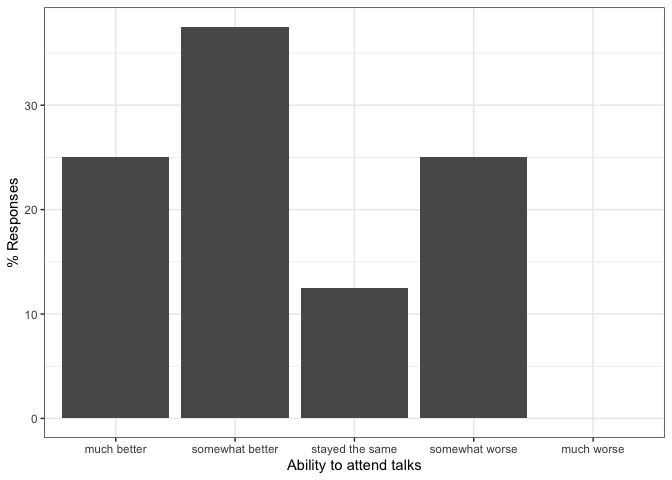 % Responses
30
20
10
0
much better somewhat better stayed the same somewhat worse much worse
Ability to attend talks